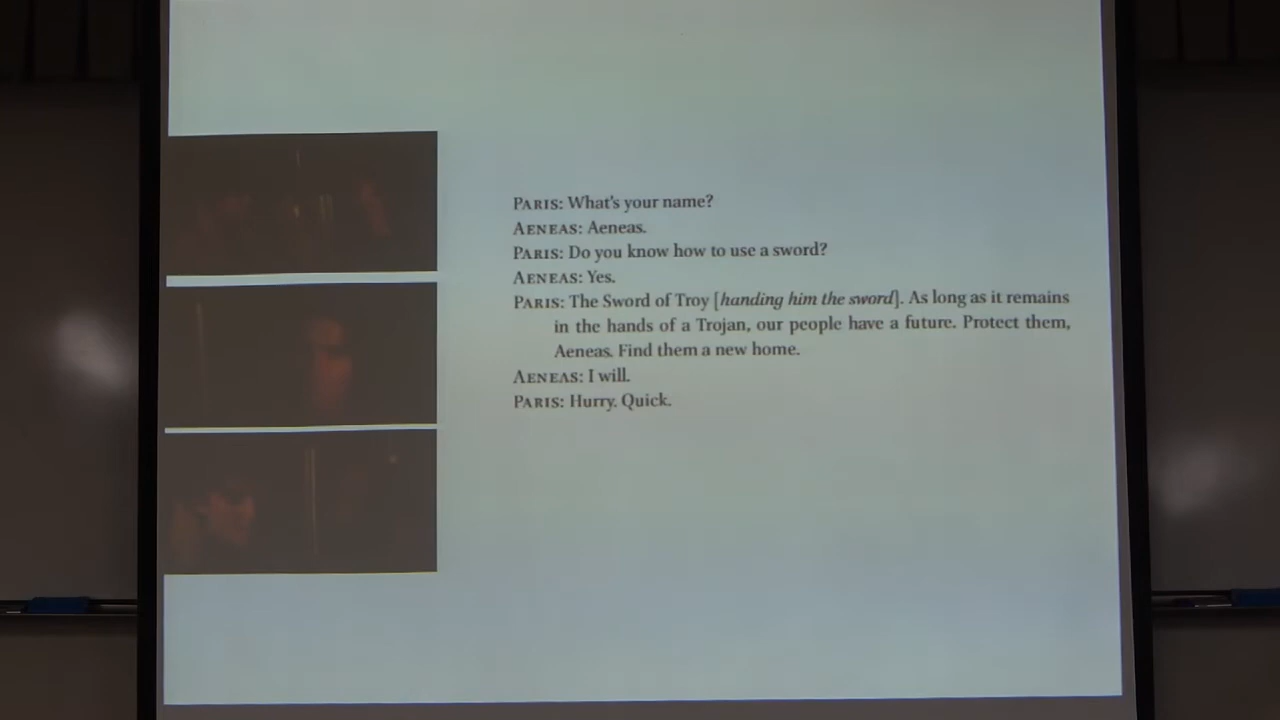 PARIS: What's your name?
AENEAS: Aeneas.
PARIS: Do you know how to use a sword?
AENEAS: Yes.
PARIS: The Sword of Troy [handing him the sword]. As long as it remains
in the hands of a Trojan, our people have a future. Protect them,
Aeneas. Find them a new home.
AENEAS: I will.
PARIS: Hurry. Quick.